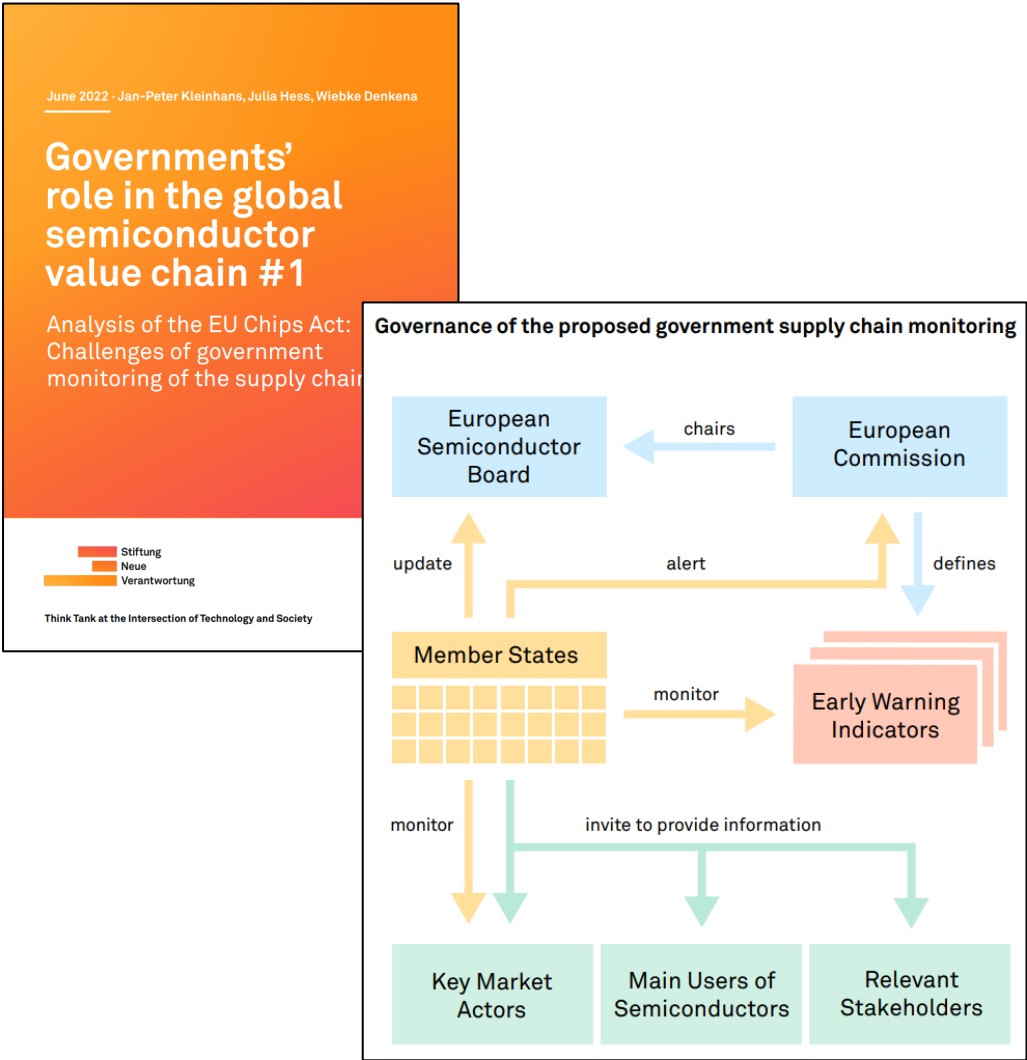 June 2022 · Jan-Peter Kleinhans, Julia Hess, Wiebke Denkena
Governments'
role in the global
semiconductor
value chain #1
Analysis of the EU Chips Act:
Challenges of government
monitoring of the supply chain
Stiftung
Neue
Verantwortung
Think Tank at the Intersection of Technology and Society
Governance of the proposed government supply chain monitoring
European
Semiconductor
Board
chairs
European
Commission
update
alert
defines
Member States
monitor
Early Warning
Indicators
monitor
invite to provide information
Key Market
Actors
Main Users of
Semiconductors
Relevant
Stakeholders